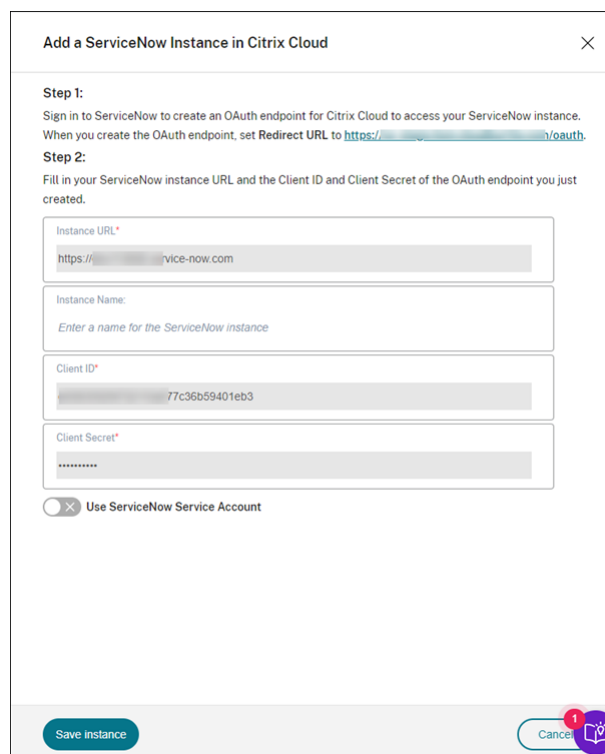 Add a ServiceNow Instance in Citrix Cloud
Step 1:
Sign in to ServiceNow to create an OAuth endpoint for Citrix Cloud to access your ServiceNow instance.
When you create the OAuth endpoint, set Redirect URL to https:/ /oauth.
Step 2:
Fill in your ServiceNow instance URL and the Client ID and Client Secret of the OAuth endpoint you just
created.
Instance URL*
https:// rvice-now.com
Instance Name:
Enter a name for the ServiceNow instance
Client ID*
77c36b59401eb3
Client Secret*
••••••••••
Use ServiceNow Service Account
Save instance
Cancel
1